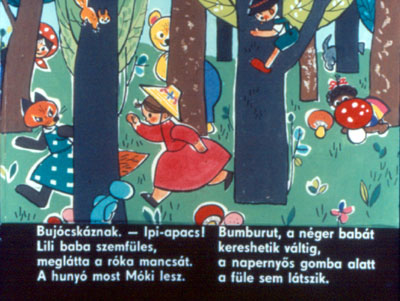 Bujócskáznak. — Ipi-apacs!
Lili baba szemfüles,
meglátta a róka mancsát.
A hunyó most Móki lesz.
Bumburut, a néger babát
kereshetik váltig,
a napernyős gomba alatt
a füle sem látszik.